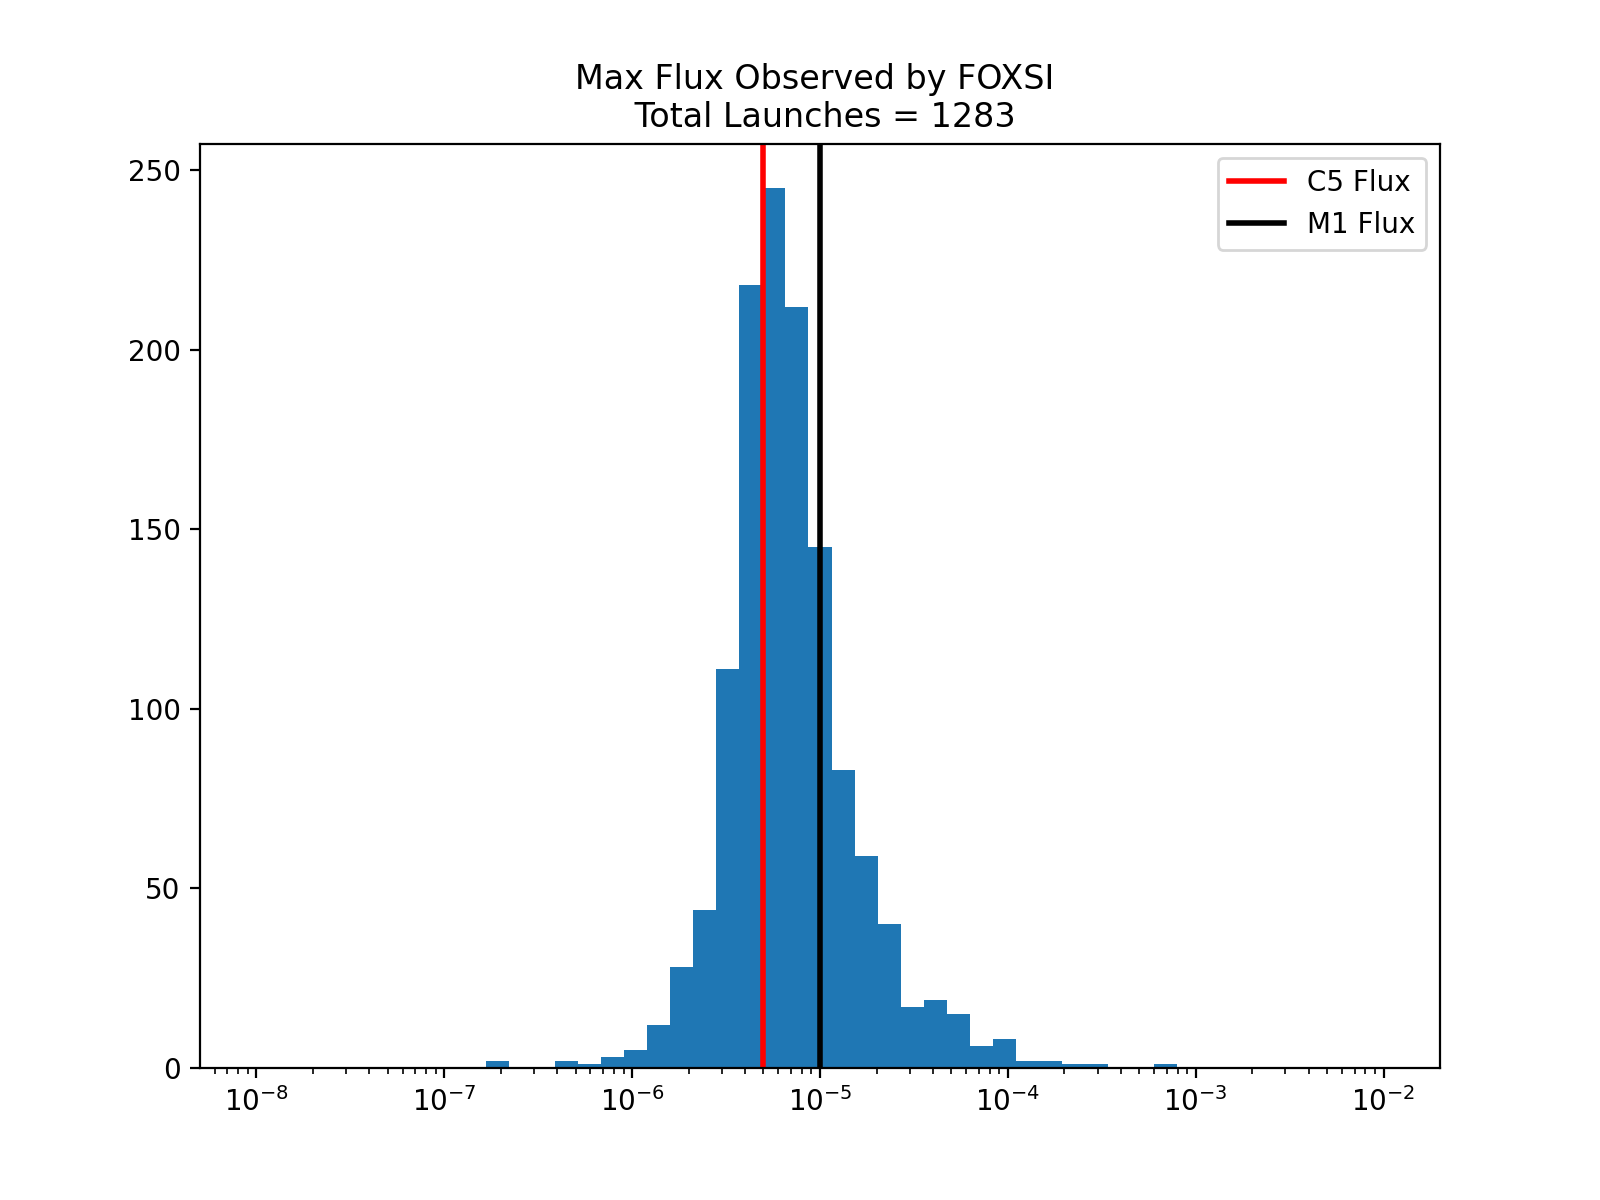 Max Flux Observed by FOXSI
Total Launches = 1283
C5 Flux
M1 Flux
250
200
150
100
50
0
10⁻⁸ 10⁻⁷ 10⁻⁶ 10⁻⁵ 10⁻⁴ 10⁻³ 10⁻²